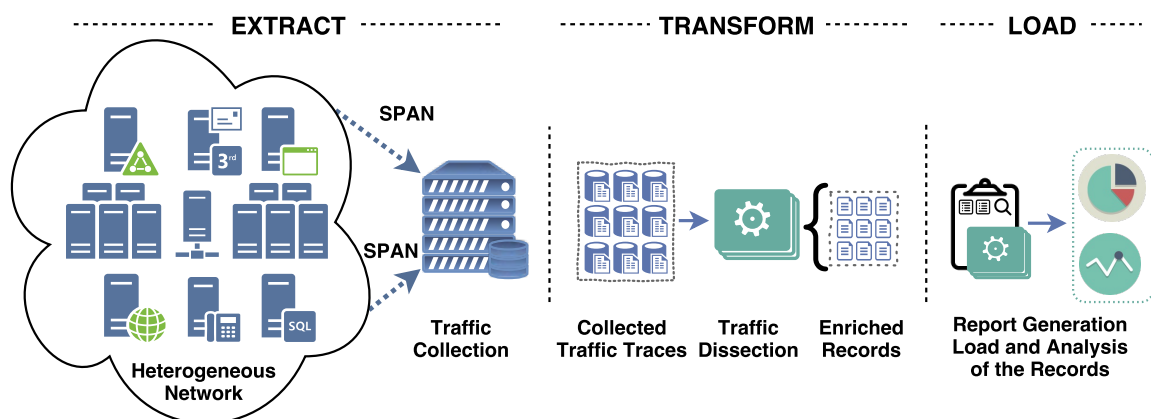 EXTRACT
TRANSFORM
LOAD
SPAN
3rd
SPAN
SQL
Heterogeneous
Network
Traffic
Collection
Collected
Traffic Traces
Traffic
Dissection
Enriched
Records
Report Generation
Load and Analysis
of the Records